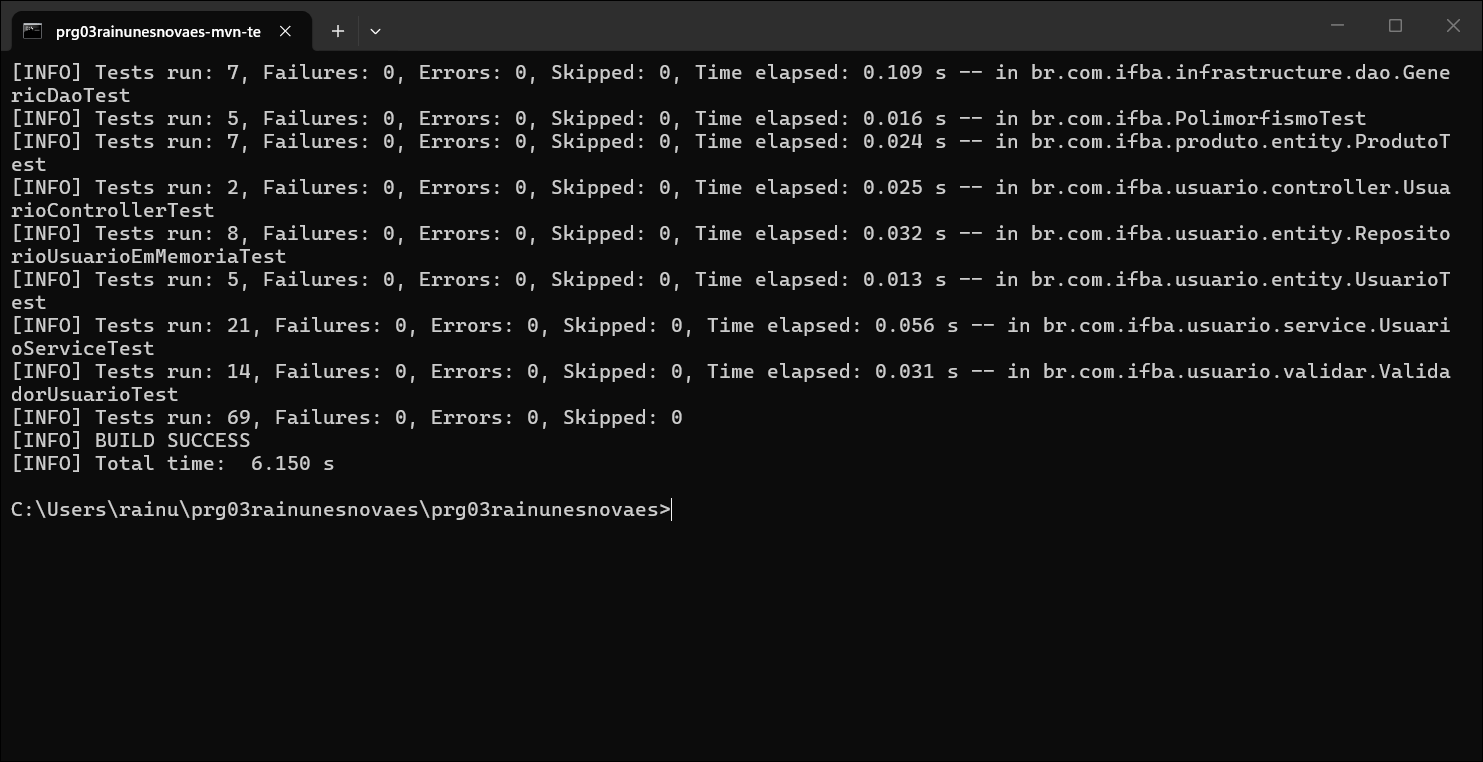 prg03rainunesnovaes-mvn-te
[INFO] Tests run: 7, Failures: 0, Errors: 0, Skipped: 0, Time elapsed: 0.109 s -- in br.com.ifba.infrastructure.dao.Gene
ricDaoTest
[INFO] Tests run: 5, Failures: 0, Errors: 0, Skipped: 0, Time elapsed: 0.016 s -- in br.com.ifba.PolimorfismoTest
[INFO] Tests run: 7, Failures: 0, Errors: 0, Skipped: 0, Time elapsed: 0.024 s -- in br.com.ifba.produto.entity.ProdutoT
est
[INFO] Tests run: 2, Failures: 0, Errors: 0, Skipped: 0, Time elapsed: 0.025 s -- in br.com.ifba.usuario.controller.Usua
rioControllerTest
[INFO] Tests run: 8, Failures: 0, Errors: 0, Skipped: 0, Time elapsed: 0.032 s -- in br.com.ifba.usuario.entity.Reposito
rioUsuarioEmMemoriaTest
[INFO] Tests run: 5, Failures: 0, Errors: 0, Skipped: 0, Time elapsed: 0.013 s -- in br.com.ifba.usuario.entity.UsuarioT
est
[INFO] Tests run: 21, Failures: 0, Errors: 0, Skipped: 0, Time elapsed: 0.056 s -- in br.com.ifba.usuario.service.Usuari
oServiceTest
[INFO] Tests run: 14, Failures: 0, Errors: 0, Skipped: 0, Time elapsed: 0.031 s -- in br.com.ifba.usuario.validar.Valida
dorUsuarioTest
[INFO] Tests run: 69, Failures: 0, Errors: 0, Skipped: 0
[INFO] BUILD SUCCESS
[INFO] Total time:  6.150 s
C:\Users\rainu\prg03rainunesnovaes\prg03rainunesnovaes>